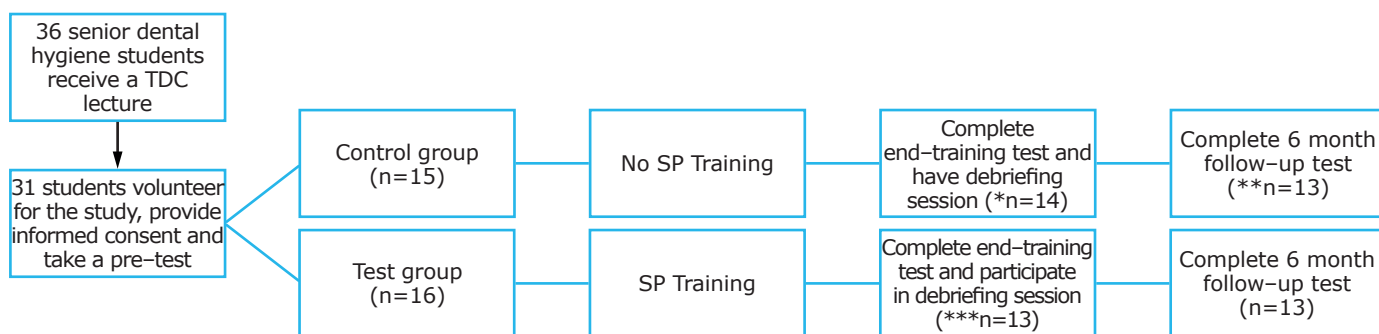 36 senior dental
hygiene students
receive a TDC
lecture
31 students volunteer
for the study, provide
informed consent and
take a pre–test
Control group
(n=15)
No SP Training
Complete
end–training test and
have debriefing
session (*n=14)
Complete 6 month
follow–up test
(**n=13)
Test group
(n=16)
SP Training
Complete end–training
test and participate
in debriefing session
(***n=13)
Complete 6 month
follow–up test
(n=13)